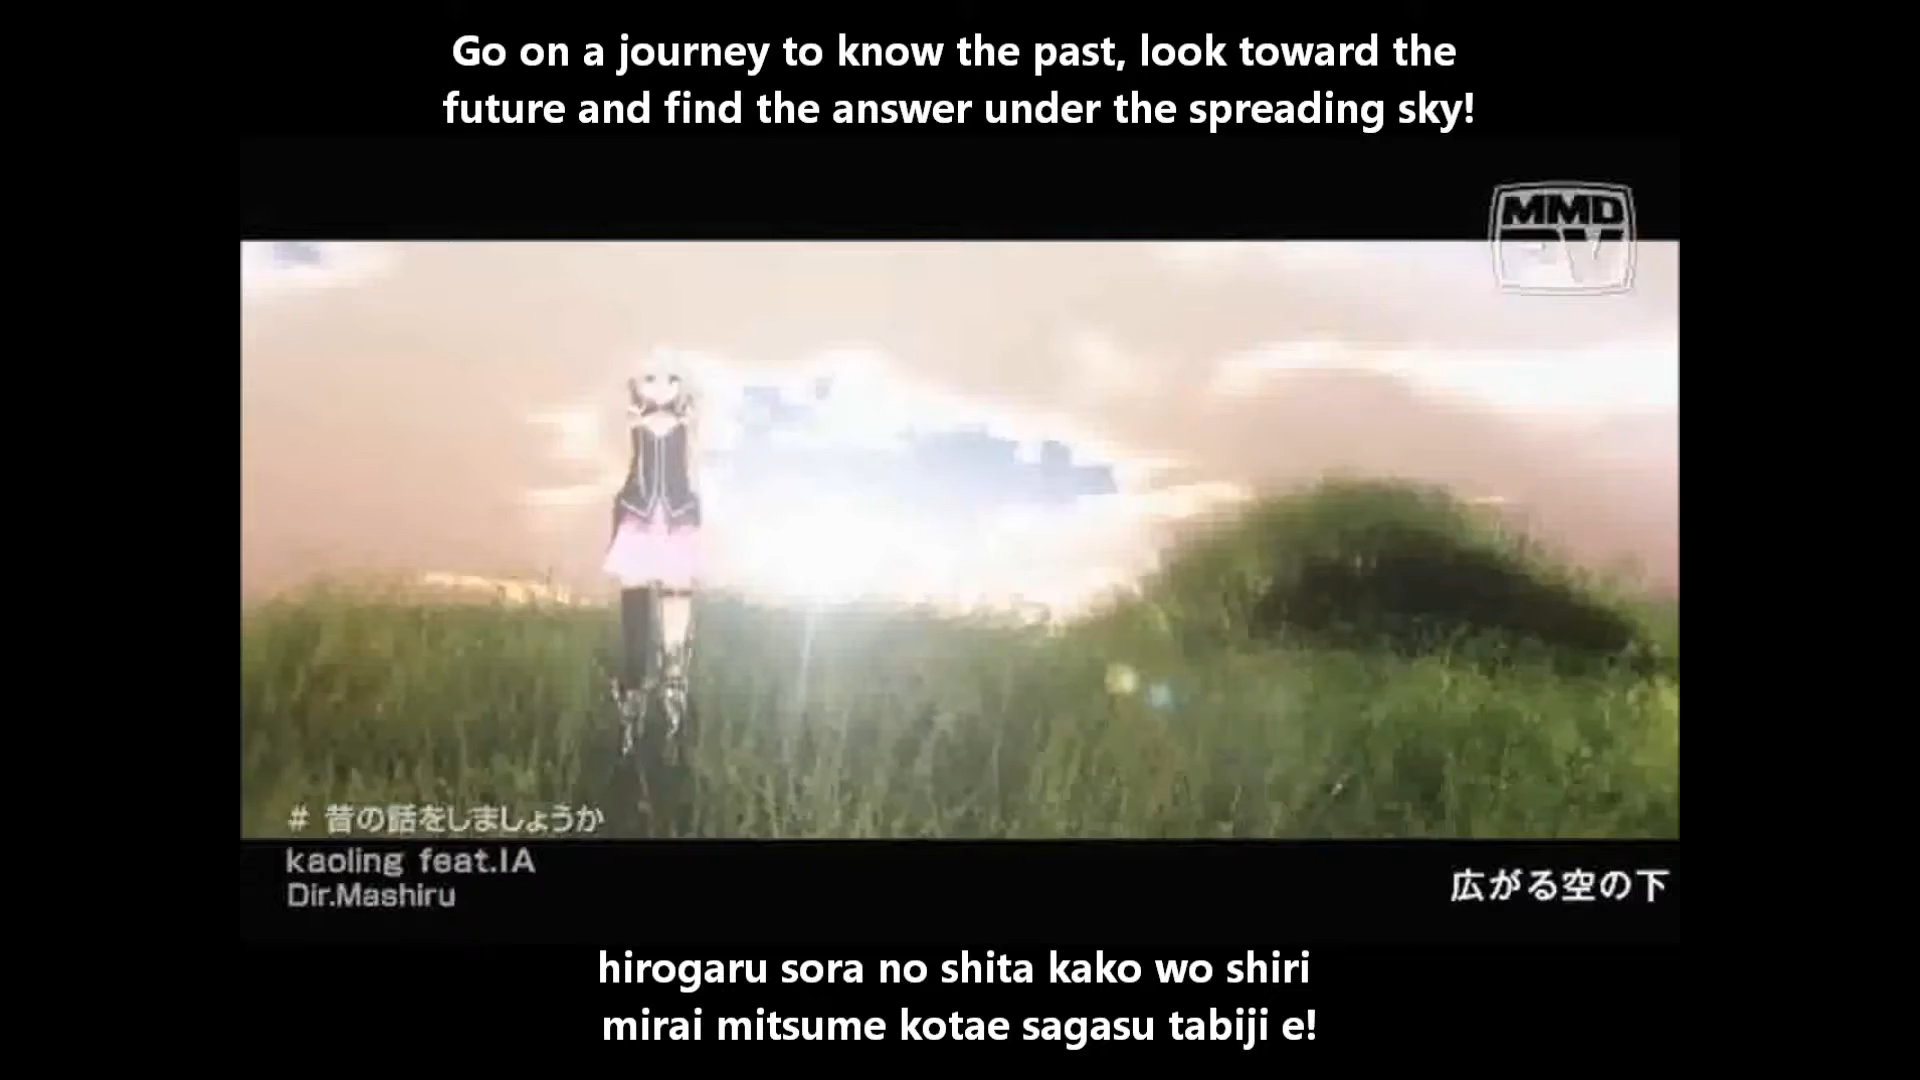 Go on a journey to know the past, look toward the
future and find the answer under the spreading sky!
MMD
PV
# 昔の話をしましょうか
kaoling feat.IA
Dir.Mashiru
広がる空の下
hirogaru sora no shita kako wo shiri
mirai mitsume kotae sagasu tabiji e!